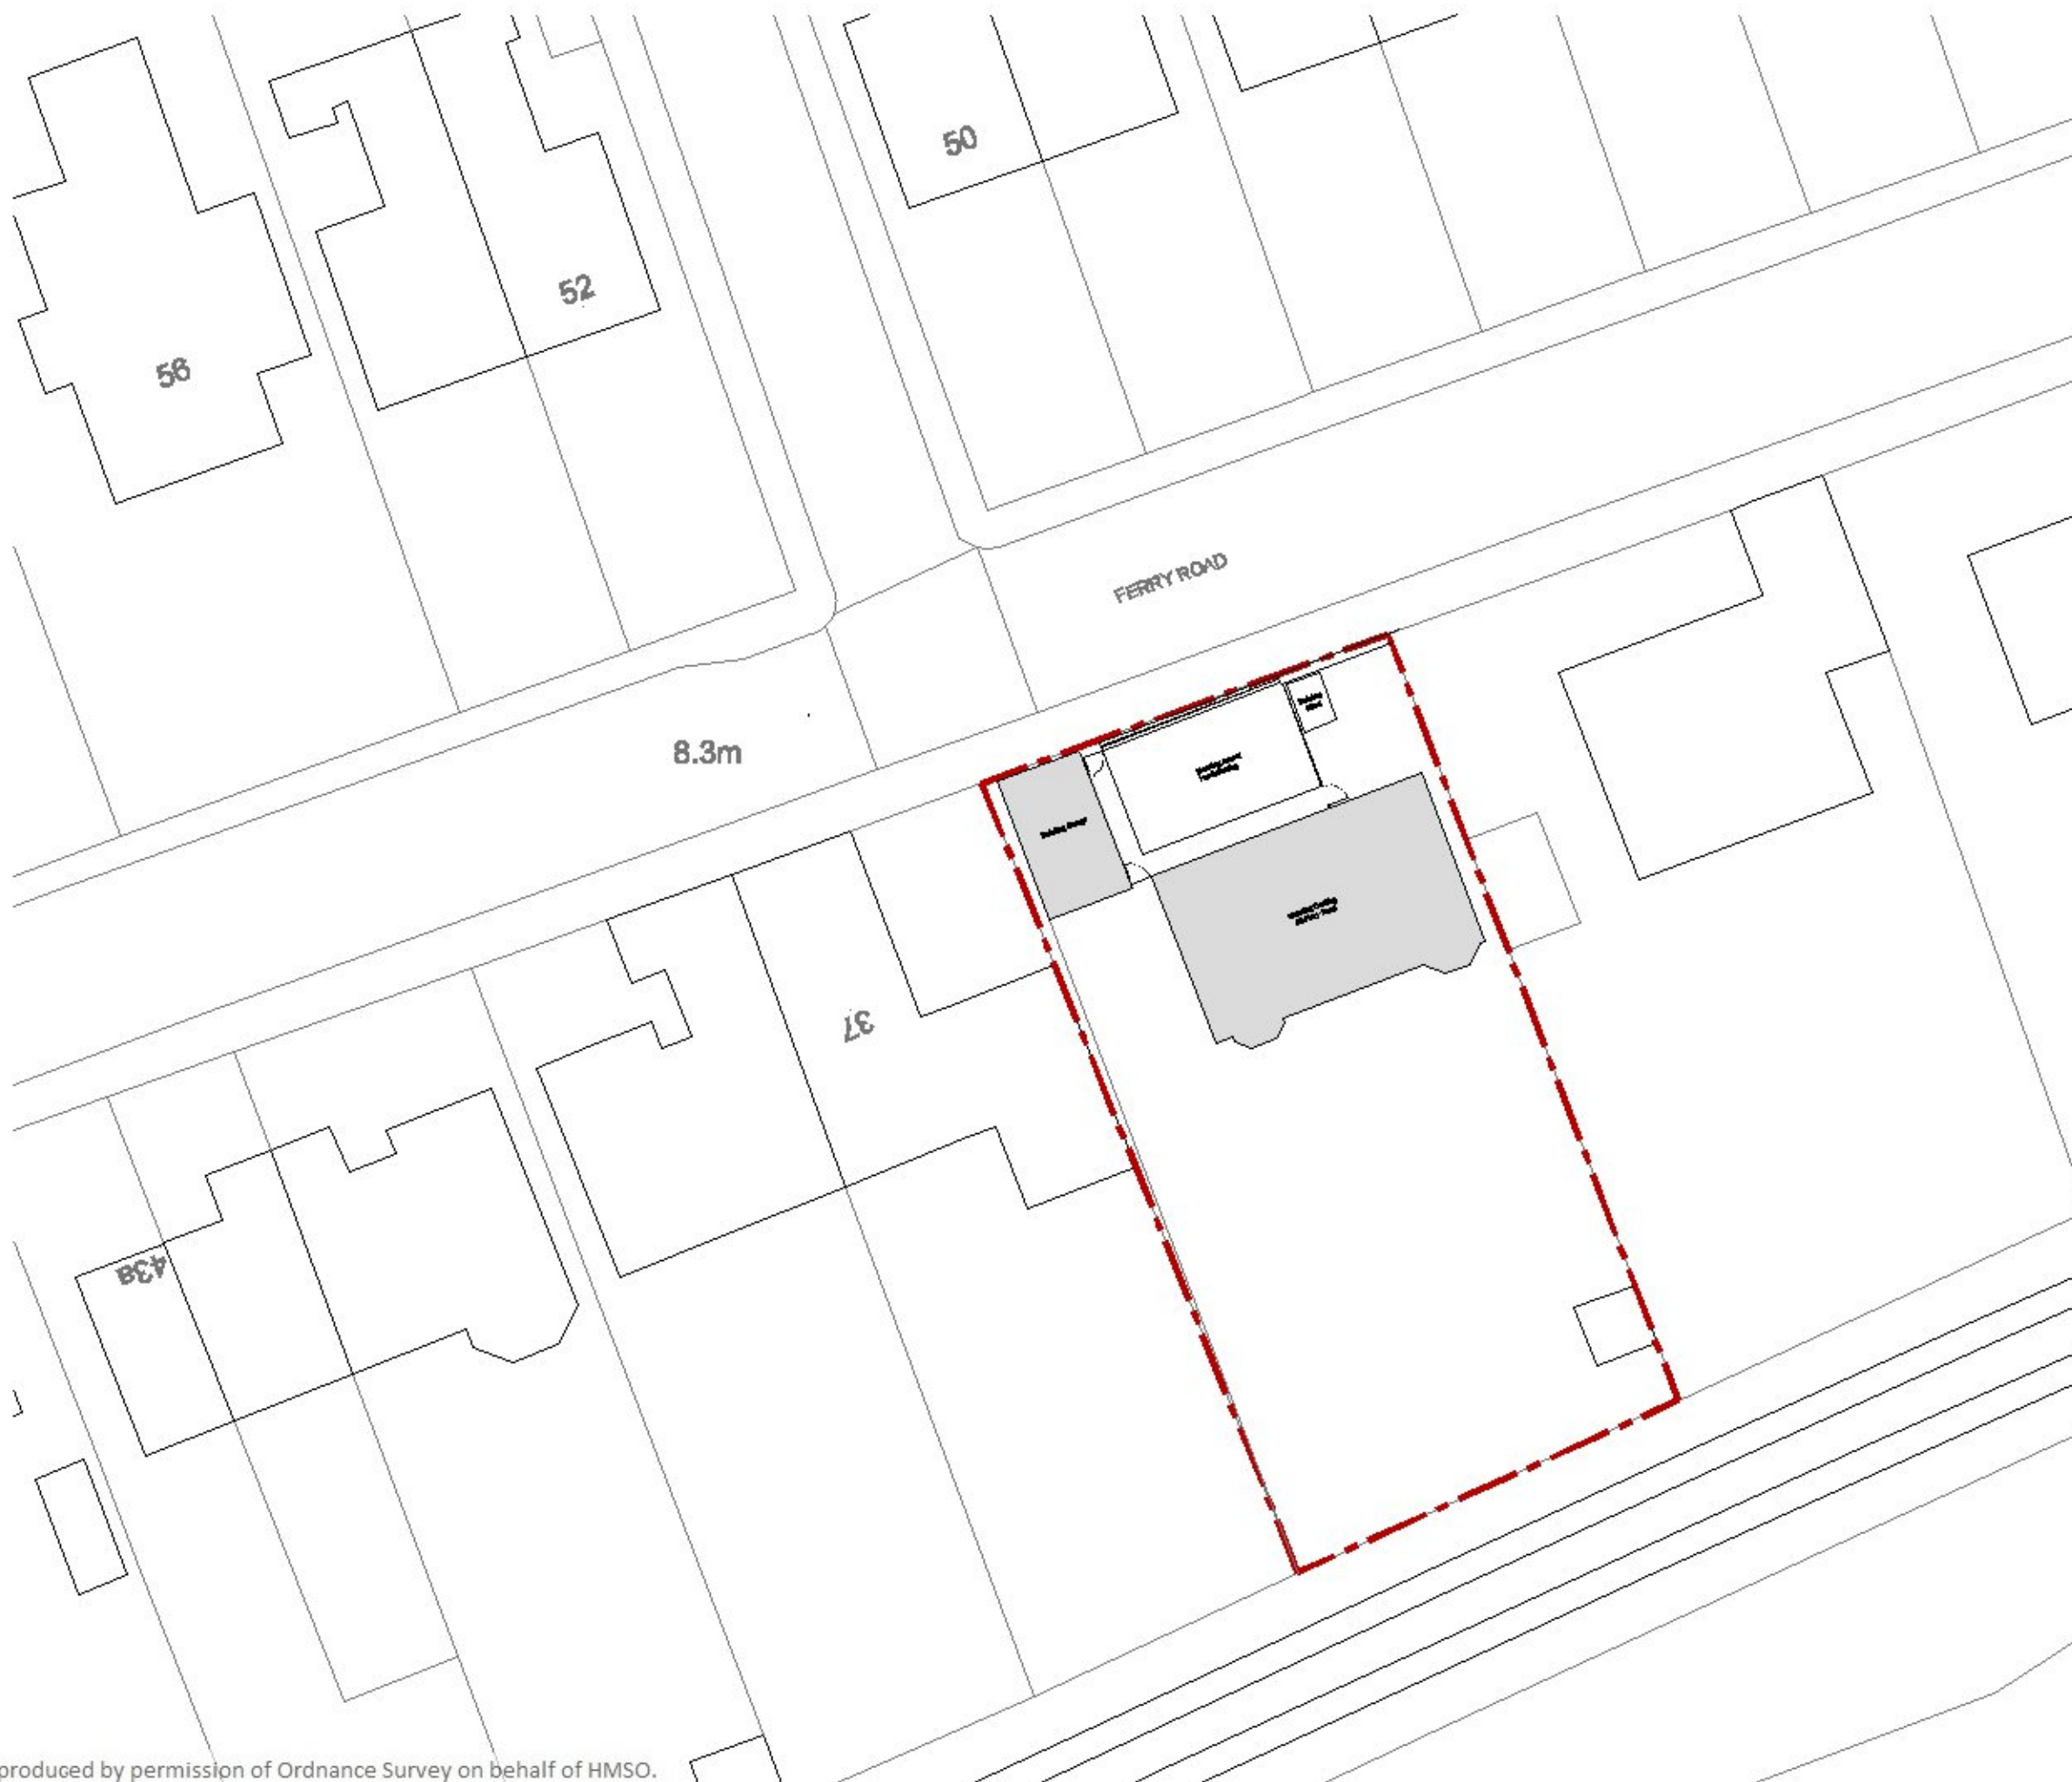 50
52
56
FERRY ROAD
8.3m
37
43a
produced by permission of Ordnance Survey on behalf of HMSO.